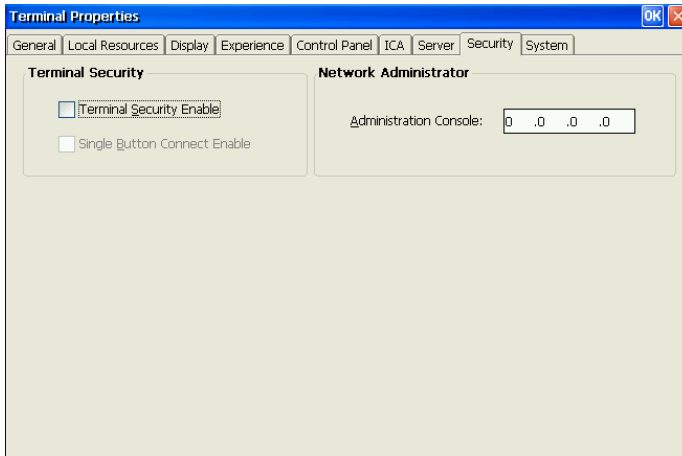 Terminal Properties OK
General Local Resources Display Experience Control Panel ICA Server Security System
Terminal Security Network Administrator
Terminal Security Enable
Administration Console: 0 .0 .0 .0
Single Button Connect Enable